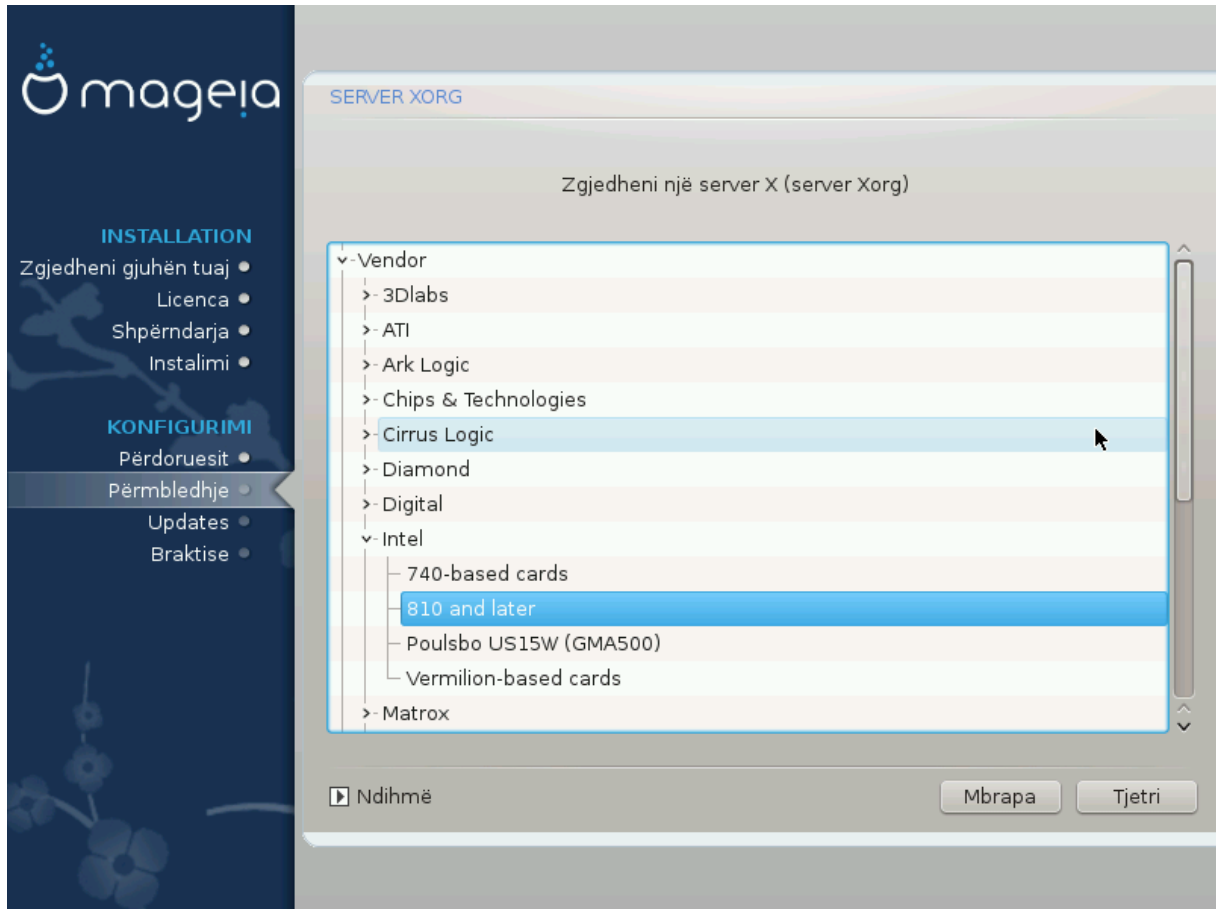 mageia
INSTALLATION
Zgjedheni gjuhën tuaj
Licenca
Shpërndarja
Instalimi
KONFIGURIMI
Përdoruesit
Përmbledhje
Updates
Braktise
SERVER XORG
Zgjedheni një server X (server Xorg)
Vendor
3Dlabs
ATI
Ark Logic
Chips & Technologies
Cirrus Logic
Diamond
Digital
Intel
740-based cards
810 and later
Poulsbo US15W (GMA500)
Vermilion-based cards
Matrox
Ndihmë
Mbrapa
Tjetri